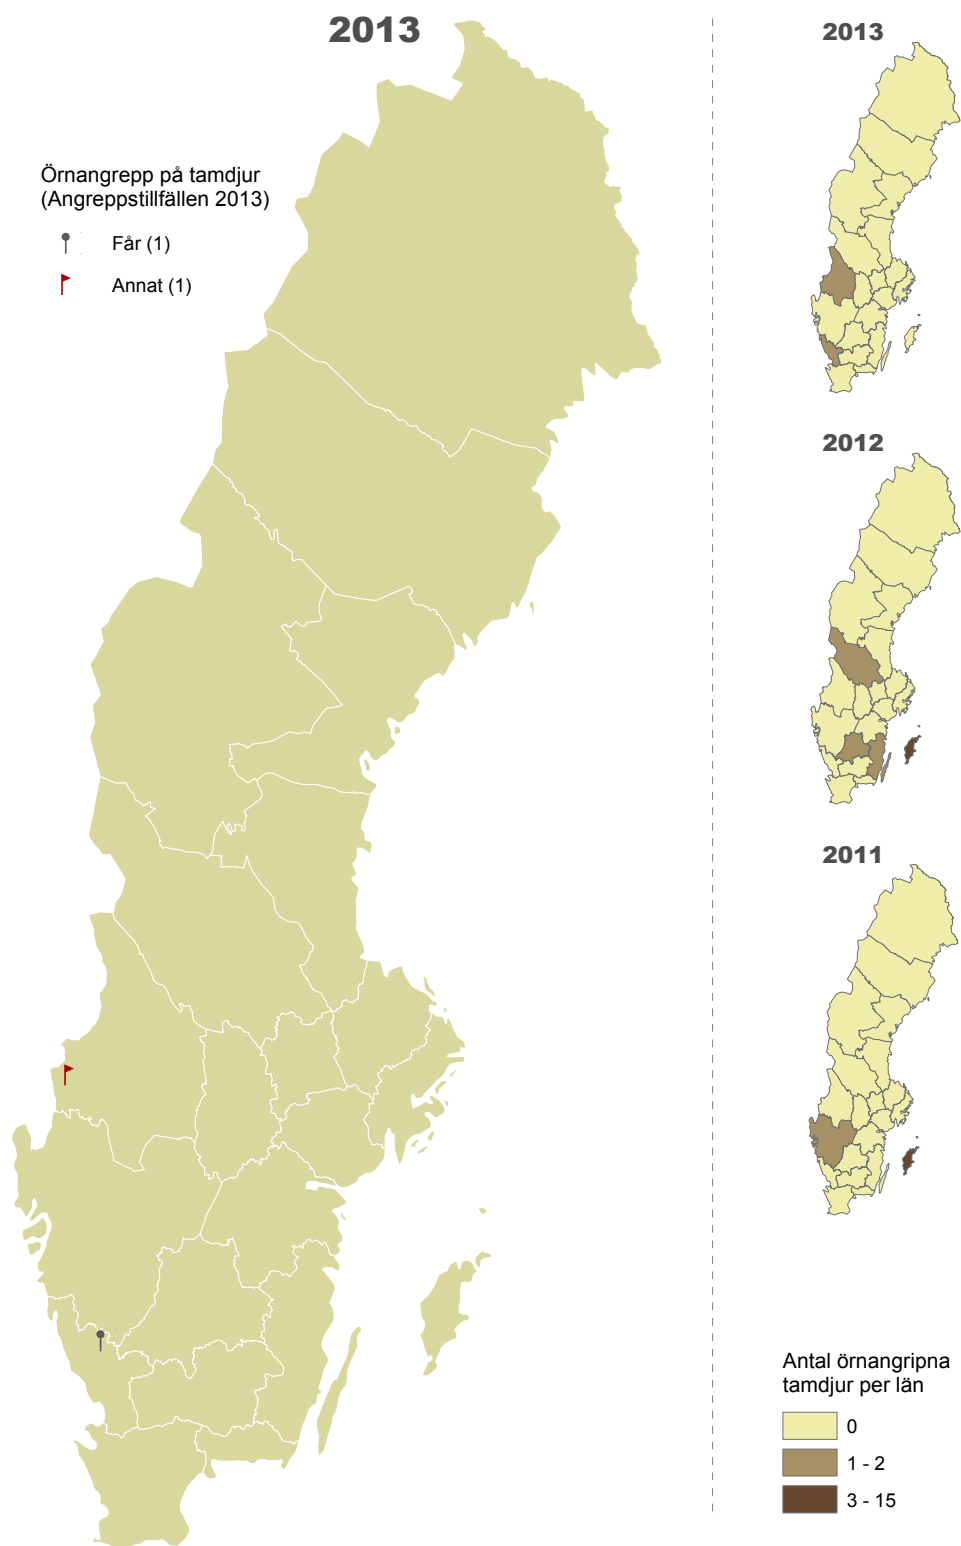 2013
Örnangrepp på tamdjur
(Angreppstillfällen 2013)
Får (1)
Annat (1)
2013
2012
2011
Antal örnangripna
tamdjur per län
0
1 - 2
3 - 15